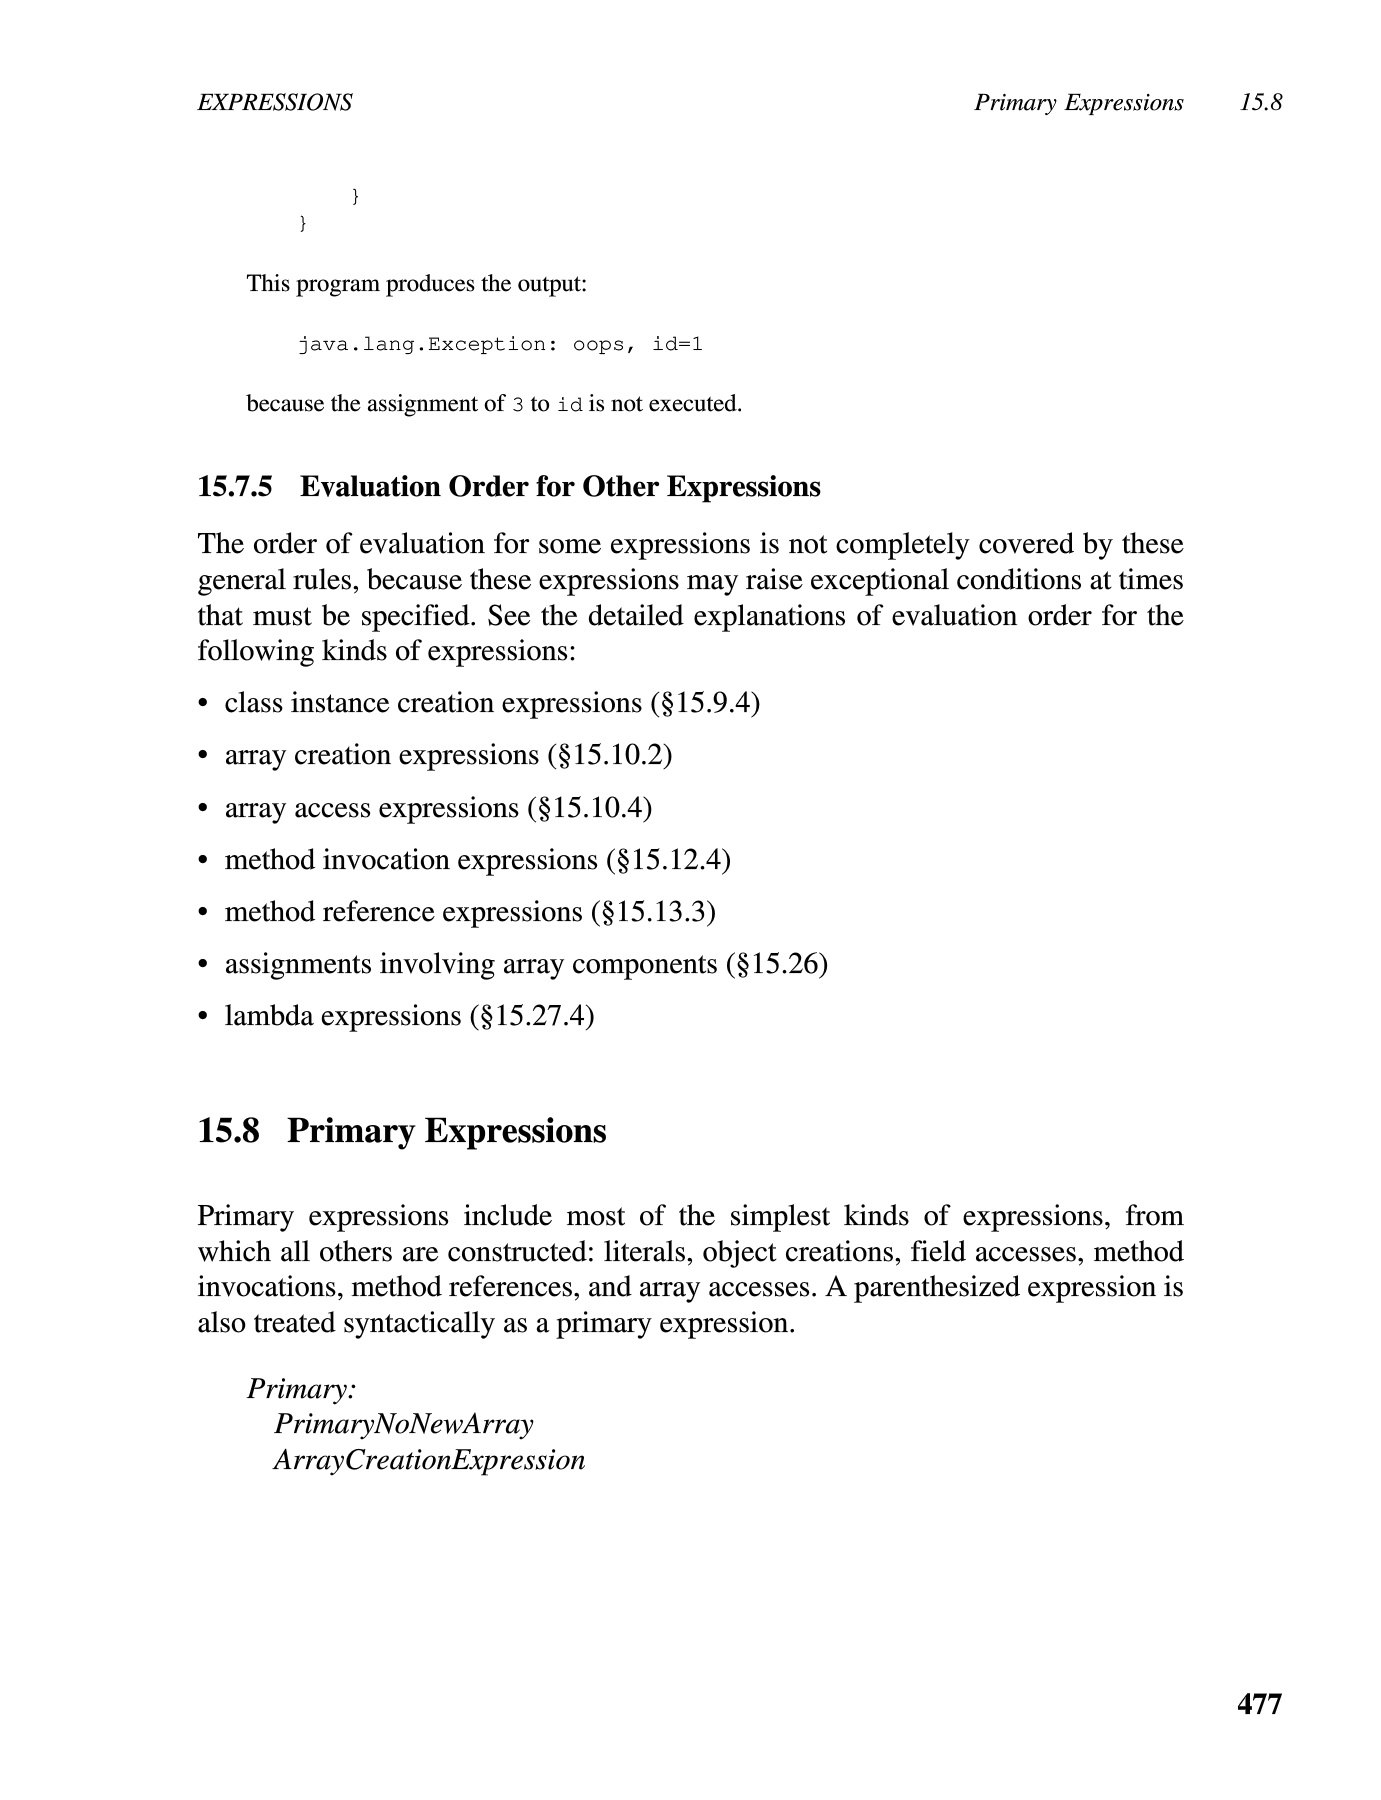 EXPRESSIONS Primary Expressions 15.8
}
}
This program produces the output:
java.lang.Exception: oops, id=1
because the assignment of 3 to id is not executed.
15.7.5 Evaluation Order for Other Expressions
The order of evaluation for some expressions is not completely covered by these
general rules, because these expressions may raise exceptional conditions at times
that must be specified. See the detailed explanations of evaluation order for the
following kinds of expressions:
• class instance creation expressions (§15.9.4)
• array creation expressions (§15.10.2)
• array access expressions (§15.10.4)
• method invocation expressions (§15.12.4)
• method reference expressions (§15.13.3)
• assignments involving array components (§15.26)
• lambda expressions (§15.27.4)
15.8 Primary Expressions
Primary expressions include most of the simplest kinds of expressions, from
which all others are constructed: literals, object creations, field accesses, method
invocations, method references, and array accesses. A parenthesized expression is
also treated syntactically as a primary expression.
Primary:
PrimaryNoNewArray
ArrayCreationExpression
477